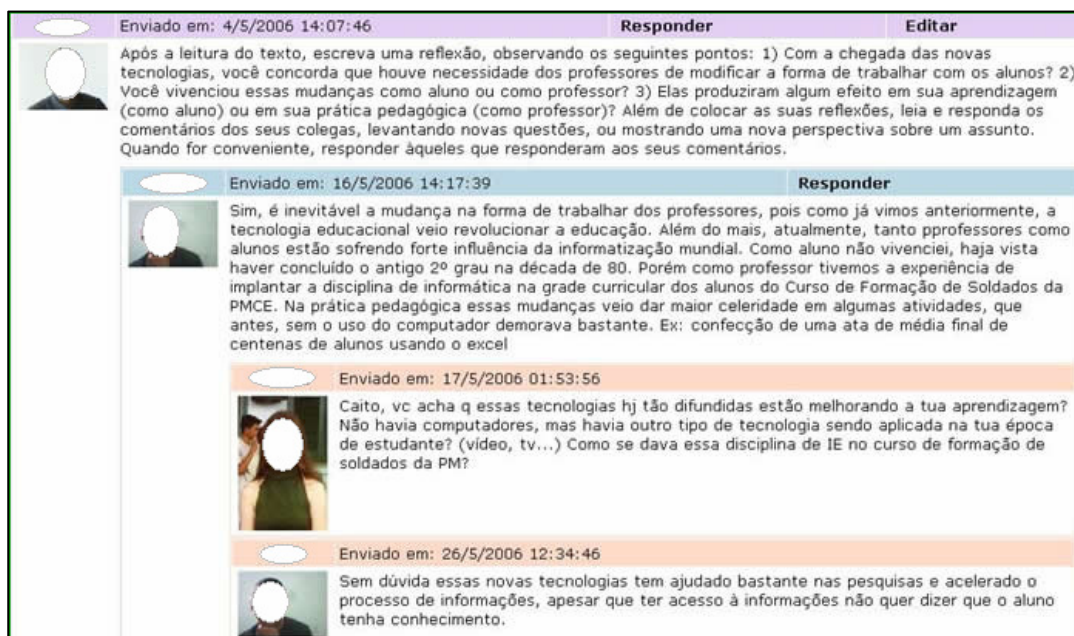 Enviado em: 4/5/2006 14:07:46 Responder Editar
Após a leitura do texto, escreva uma reflexão, observando os seguintes pontos: 1) Com a chegada das novas
tecnologias, você concorda que houve necessidade dos professores de modificar a forma de trabalhar com os alunos? 2)
Você vivenciou essas mudanças como aluno ou como professor? 3) Elas produziram algum efeito em sua aprendizagem
(como aluno) ou em sua prática pedagógica (como professor)? Além de colocar as suas reflexões, leia e responda os
comentários dos seus colegas, levantando novas questões, ou mostrando uma nova perspectiva sobre um assunto.
Quando for conveniente, responder àqueles que responderam aos seus comentários.
Enviado em: 16/5/2006 14:17:39 Responder
Sim, é inevitável a mudança na forma de trabalhar dos professores, pois como já vimos anteriormente, a
tecnologia educacional veio revolucionar a educação. Além do mais, atualmente, tanto pprofessores como
alunos estão sofrendo forte influência da informatização mundial. Como aluno não vivenciei, haja vista
haver concluído o antigo 2º grau na década de 80. Porém como professor tivemos a experiência de
implantar a disciplina de informática na grade curricular dos alunos do Curso de Formação de Soldados da
PMCE. Na prática pedagógica essas mudanças veio dar maior celeridade em algumas atividades, que
antes, sem o uso do computador demorava bastante. Ex: confecção de uma ata de média final de
centenas de alunos usando o excel
Enviado em: 17/5/2006 01:53:56
Caito, vc acha q essas tecnologias hj tão difundidas estão melhorando a tua aprendizagem?
Não havia computadores, mas havia outro tipo de tecnologia sendo aplicada na tua época
de estudante? (vídeo, tv...) Como se dava essa disciplina de IE no curso de formação de
soldados da PM?
Enviado em: 26/5/2006 12:34:46
Sem dúvida essas novas tecnologias tem ajudado bastante nas pesquisas e acelerado o
processo de informações, apesar que ter acesso à informações não quer dizer que o aluno
tenha conhecimento.